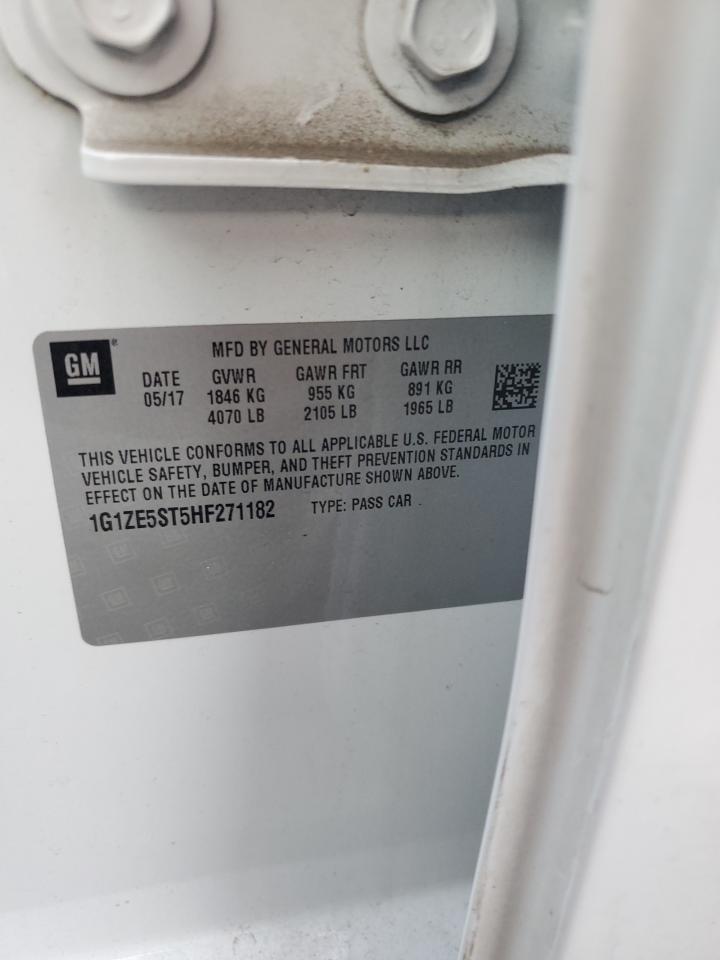 GM
MFD BY GENERAL MOTORS LLC
DATE GVWR GAWR FRT GAWR RR
05/17 1846 KG 955 KG 891 KG
4070 LB 2105 LB 1965 LB
THIS VEHICLE CONFORMS TO ALL APPLICABLE U.S. FEDERAL MOTOR
VEHICLE SAFETY, BUMPER, AND THEFT PREVENTION STANDARDS IN
EFFECT ON THE DATE OF MANUFACTURE SHOWN ABOVE.
1G1ZE5ST5HF271182 TYPE: PASS CAR .